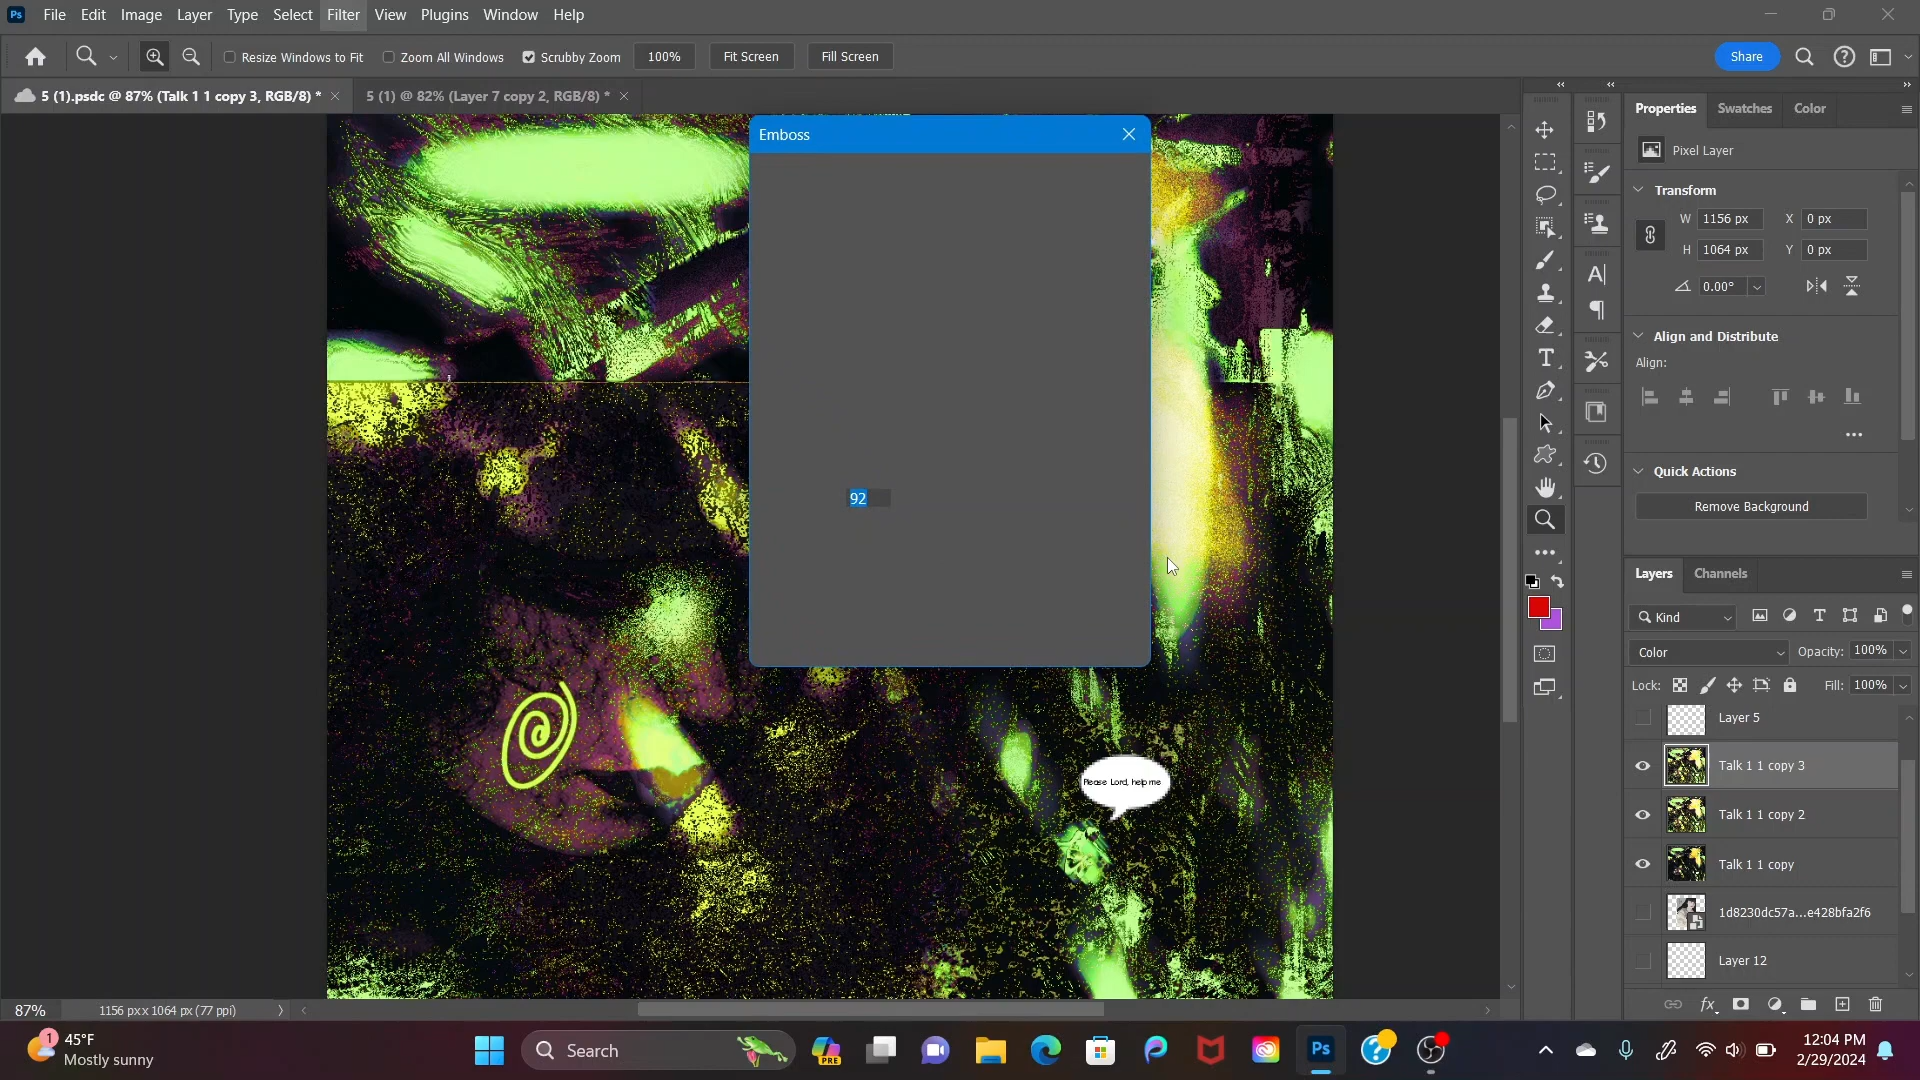 Ps File Edit Image Layer Type Select Filter View Plugins Window Help
Resize Windows to Fit Zoom All Windows Scrubby Zoom 100% Fit Screen Fill Screen Share
5 (1).psdc @ 87% (Talk 1 1 copy 3, RGB/8) * 5 (1) @ 82% (Layer 7 copy 2, RGB/8) *
Emboss
92
Please Lord, help me
Properties Swatches Color
Pixel Layer
Transform
W 1156 px X 0 px
H 1064 px Y 0 px
0.00°
Align and Distribute
Align:
Quick Actions
Remove Background
Layers Channels
Kind
Color Opacity: 100%
Lock: Fill: 100%
Layer 5
Talk 1 1 copy 3
Talk 1 1 copy 2
Talk 1 1 copy
1d8230dc57a...e428bfa2f6
Layer 12
87% 1156 px x 1064 px (77 ppi)
1 45°F
Mostly sunny
Search
PRE
Ps
12:04 PM
2/29/2024